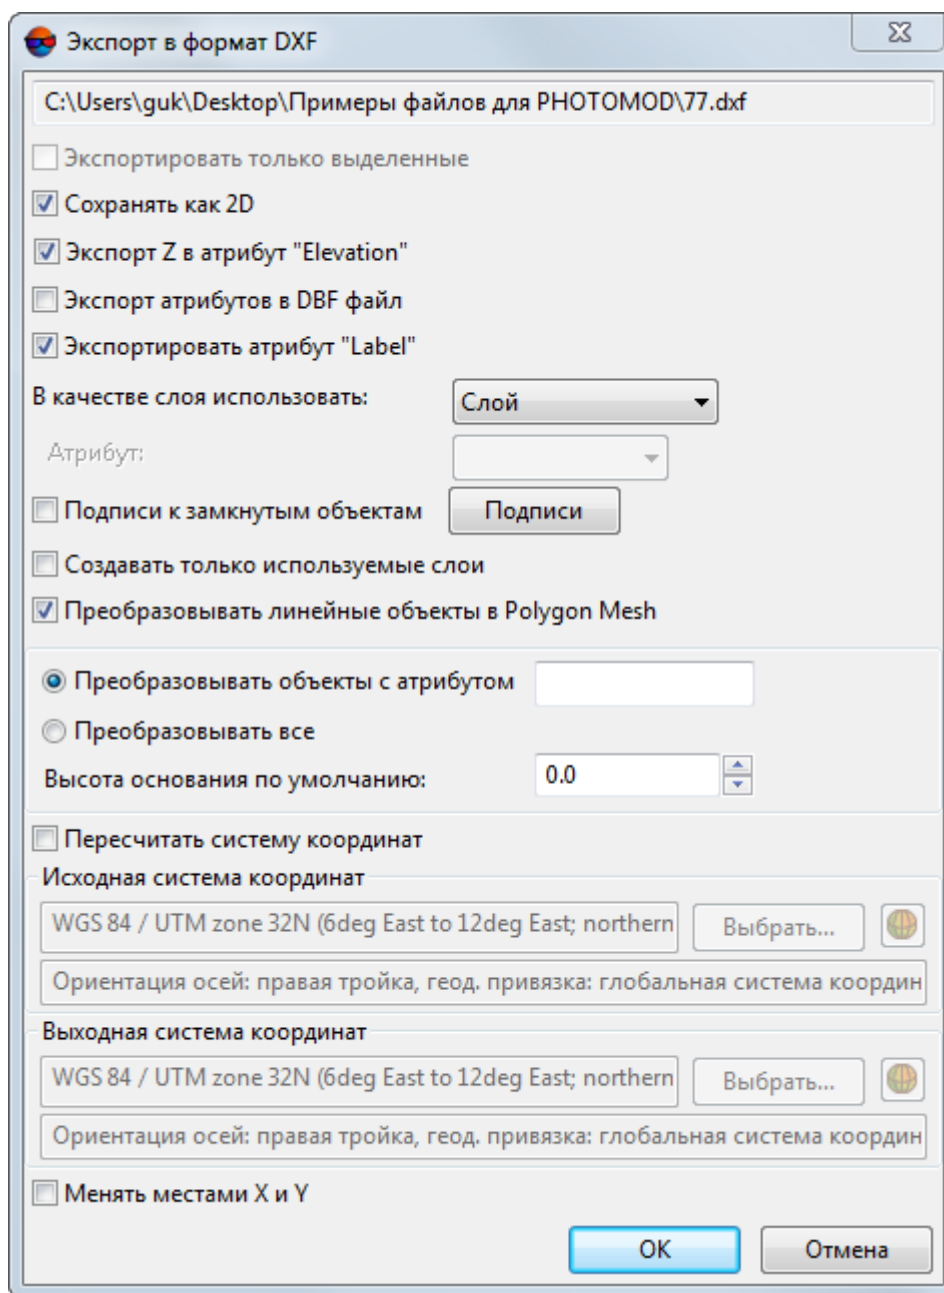 Экспорт в формат DXF
C:\Users\guk\Desktop\Примеры файлов для PHOTOMOD\77.dxf
Экспортировать только выделенные
Сохранять как 2D
Экспорт Z в атрибут "Elevation"
Экспорт атрибутов в DBF файл
Экспортировать атрибут "Label"
В качестве слоя использовать: Слой
Атрибут:
Подписи к замкнутым объектам Подписи
Создавать только используемые слои
Преобразовывать линейные объекты в Polygon Mesh
Преобразовывать объекты с атрибутом
Преобразовывать все
Высота основания по умолчанию: 0.0
Пересчитать систему координат
Исходная система координат
WGS 84 / UTM zone 32N (6deg East to 12deg East; northern Выбрать...
Ориентация осей: правая тройка, геод. привязка: глобальная система координ
Выходная система координат
WGS 84 / UTM zone 32N (6deg East to 12deg East; northern Выбрать...
Ориентация осей: правая тройка, геод. привязка: глобальная система координ
Менять местами X и Y
OK Отмена